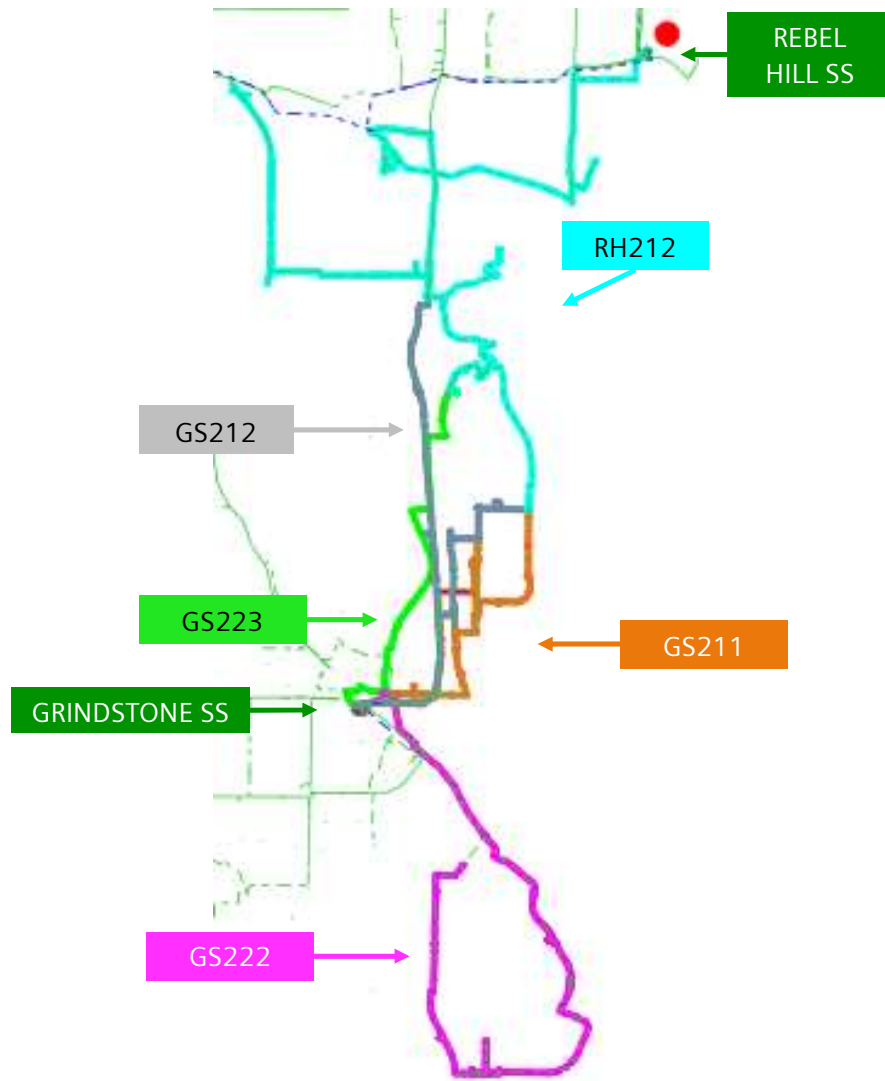 REBEL
HILL SS
RH212
GS212
GS223
GS211
GRINDSTONE SS
GS222